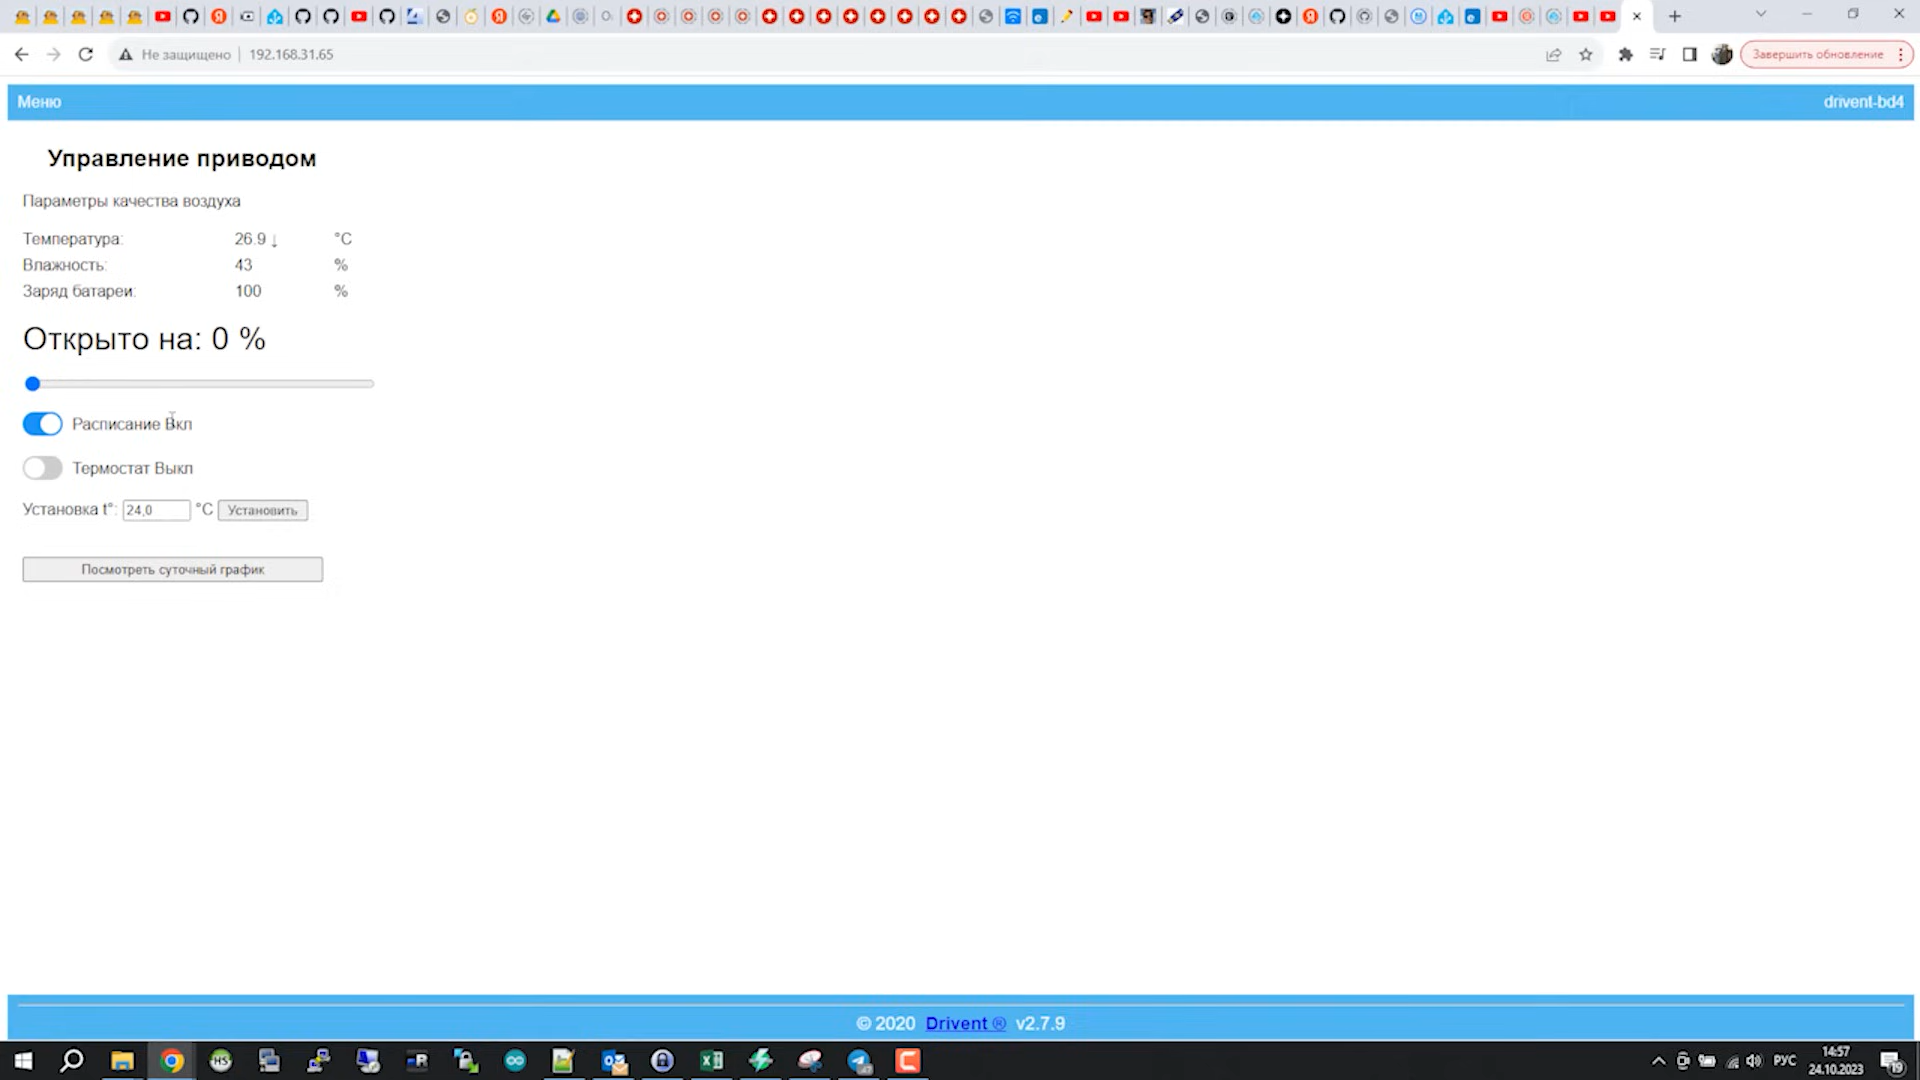 Не защищено | 192.168.31.65
Завершить обновление
Меню
drivent-bd4
Управление приводом
Параметры качества воздуха
Температура: 26.9 ↓ °C
Влажность: 43 %
Заряд батареи: 100 %
Открыто на: 0 %
Расписание Вкл
Термостат Выкл
Установка t°: 24,0 °C Установить
Посмотреть суточный график
© 2020 Drivent ® v2.7.9
РУС
14:57
24.10.2023
19